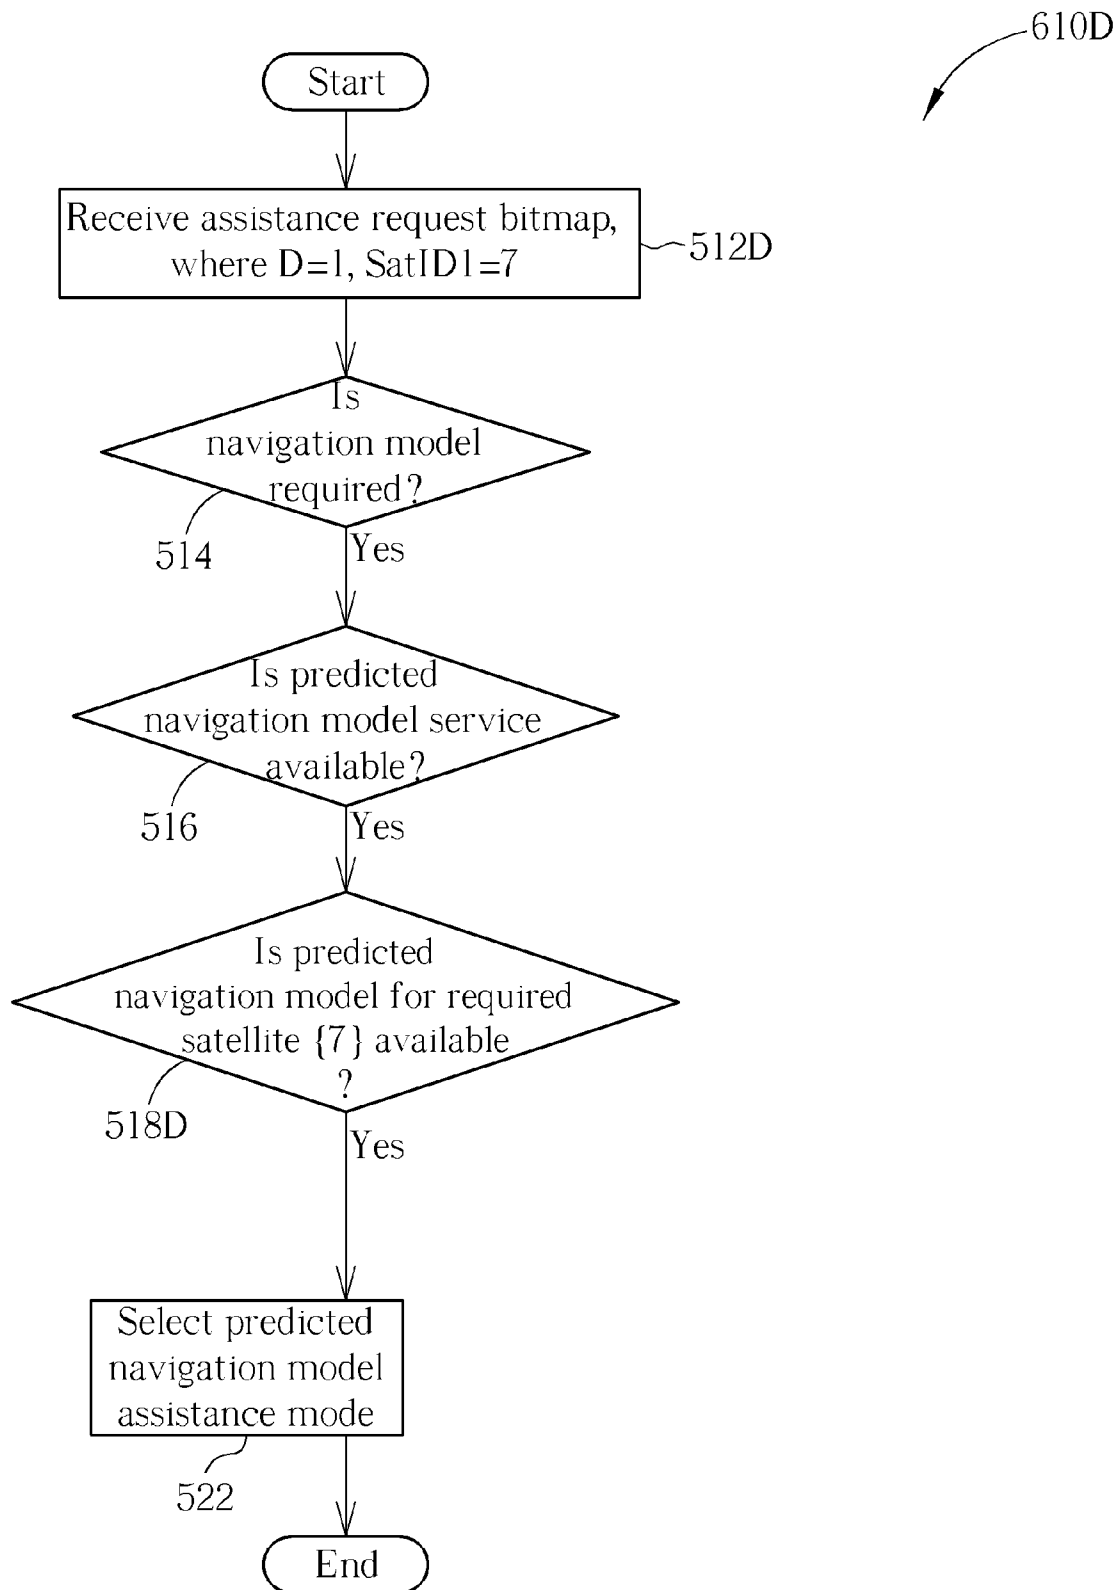 610D
Start
Receive assistance request bitmap,
where D=1, SatID1=7
512D
Is
navigation model
required?
514
Yes
Is predicted
navigation model service
available?
516
Yes
Is predicted
navigation model for required
satellite {7} available
?
518D
Yes
Select predicted
navigation model
assistance mode
522
End